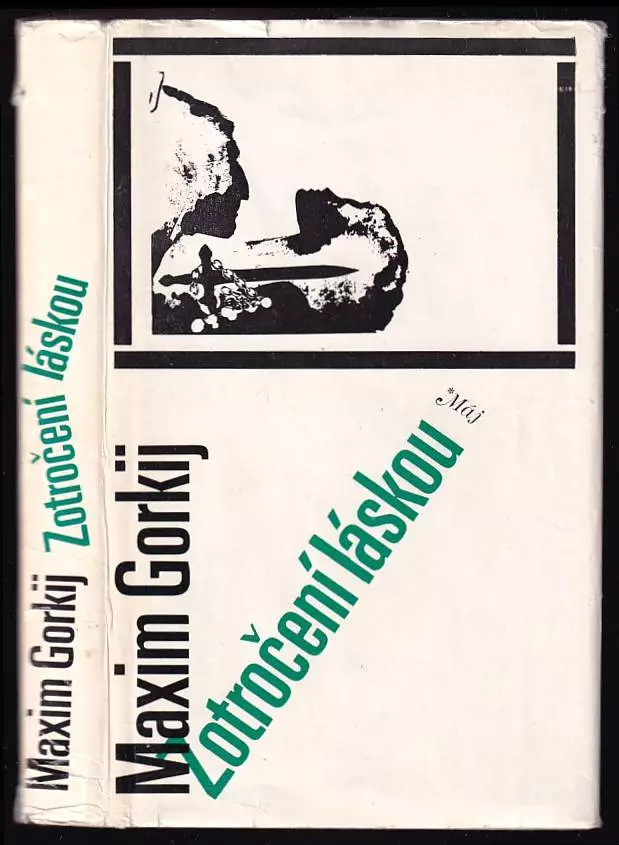 Maxim Gorkij Zotročení láskou
Maxim Gorkij
Zotročení láskou
*Máj